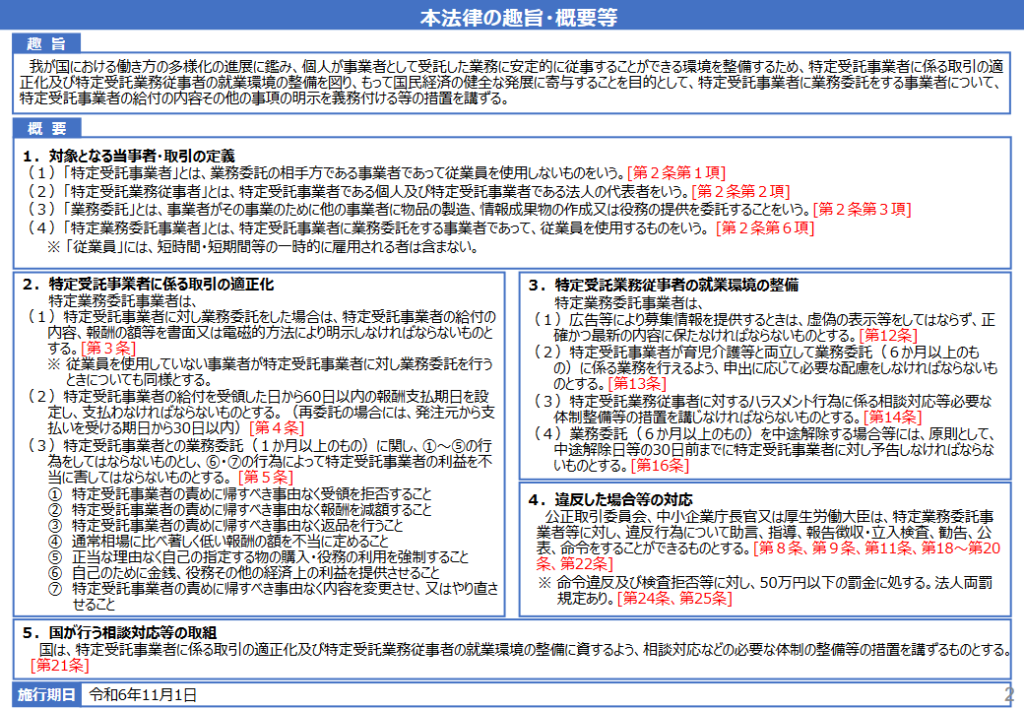 本法律の趣旨・概要等
趣 旨
我が国における働き方の多様化の進展に鑑み、個人が事業者として受託した業務に安定的に従事することができる環境を整備するため、特定受託事業者に係る取引の適
正化及び特定受託業務従事者の就業環境の整備を図り、もって国民経済の健全な発展に寄与することを目的として、特定受託事業者に業務委託をする事業者について、
特定受託事業者の給付の内容その他の事項の明示を義務付ける等の措置を講ずる。
概 要
1.対象となる当事者・取引の定義
(1)「特定受託事業者」とは、業務委託の相手方である事業者であって従業員を使用しないものをいう。[第2条第1項]
(2)「特定受託業務従事者」とは、特定受託事業者である個人及び特定受託事業者である法人の代表者をいう。[第2条第2項]
(3)「業務委託」とは、事業者がその事業のために他の事業者に物品の製造、情報成果物の作成又は役務の提供を委託することをいう。[第2条第3項]
(4)「特定業務委託事業者」とは、特定受託事業者に業務委託をする事業者であって、従業員を使用するものをいう。[第2条第6項]
※ 「従業員」には、短時間・短期間等の一時的に雇用される者は含まない。
2.特定受託事業者に係る取引の適正化
特定業務委託事業者は、
(1)特定受託事業者に対し業務委託をした場合は、特定受託事業者の給付の
内容、報酬の額等を書面又は電磁的方法により明示しなければならないものと
する。[第3条]
※ 従業員を使用していない事業者が特定受託事業者に対し業務委託を行う
ときについても同様とする。
(2)特定受託事業者の給付を受領した日から60日以内の報酬支払期日を設
定し、支払わなければならないものとする。(再委託の場合には、発注元から支
払いを受ける期日から30日以内)[第4条]
(3)特定受託事業者との業務委託(1か月以上のもの)に関し、①～⑤の行
為をしてはならないものとし、⑥・⑦の行為によって特定受託事業者の利益を不
当に害してはならないものとする。[第5条]
① 特定受託事業者の責めに帰すべき事由なく受領を拒否すること
② 特定受託事業者の責めに帰すべき事由なく報酬を減額すること
③ 特定受託事業者の責めに帰すべき事由なく返品を行うこと
④ 通常相場に比べ著しく低い報酬の額を不当に定めること
⑤ 正当な理由なく自己の指定する物の購入・役務の利用を強制すること
⑥ 自己のために金銭、役務その他の経済上の利益を提供させること
⑦ 特定受託事業者の責めに帰すべき事由なく内容を変更させ、又はやり直さ
せること
3.特定受託業務従事者の就業環境の整備
特定業務委託事業者は、
(1)広告等により募集情報を提供するときは、虚偽の表示等をしてはならず、正
確かつ最新の内容に保たなければならないものとする。[第12条]
(2)特定受託事業者が育児介護等と両立して業務委託(6か月以上のも
の)に係る業務を行えるよう、申出に応じて必要な配慮をしなければならないも
のとする。[第13条]
(3)特定受託業務従事者に対するハラスメント行為に係る相談対応等必要な
体制整備等の措置を講じなければならないものとする。[第14条]
(4)業務委託(6か月以上のもの)を中途解除する場合等には、原則として、
中途解除日等の30日前までに特定受託事業者に対し予告しなければならな
いものとする。[第16条]
4.違反した場合等の対応
公正取引委員会、中小企業庁長官又は厚生労働大臣は、特定業務委託事
業者等に対し、違反行為について助言、指導、報告徴収・立入検査、勧告、公
表、命令をすることができるものとする。[第8条、第9条、第11条、第18～第20
条、第22条]
※ 命令違反及び検査拒否等に対し、50万円以下の罰金に処する。法人両罰
規定あり。[第24条、第25条]
5.国が行う相談対応等の取組
国は、特定受託事業者に係る取引の適正化及び特定受託業務従事者の就業環境の整備に資するよう、相談対応などの必要な体制の整備等の措置を講ずるものとする。
[第21条]
施行期日 令和6年11月1日
2